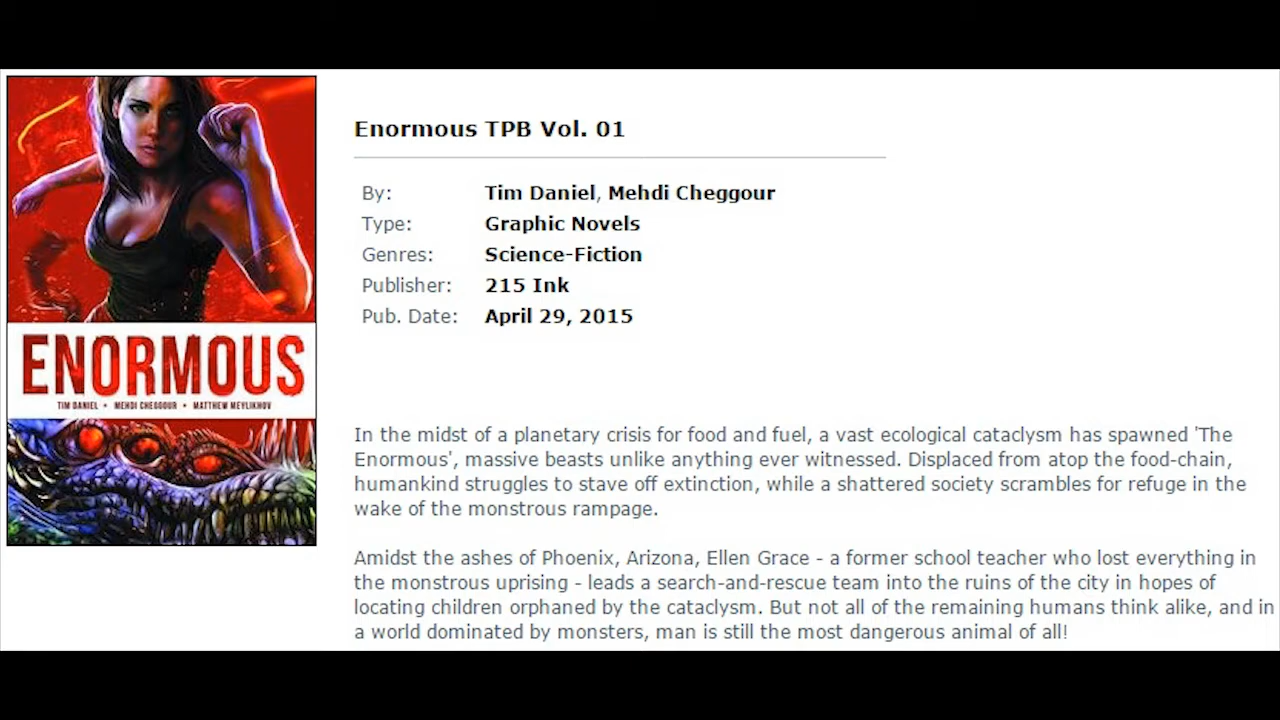 Enormous TPB Vol. 01
By: Tim Daniel, Mehdi Cheggour
Type: Graphic Novels
Genres: Science-Fiction
Publisher: 215 Ink
Pub. Date: April 29, 2015
ENORMOUS
TIM DANIEL • MEHDI CHEGGOUR • MATTHEW MEYLIKHOV
In the midst of a planetary crisis for food and fuel, a vast ecological cataclysm has spawned 'The
Enormous', massive beasts unlike anything ever witnessed. Displaced from atop the food-chain,
humankind struggles to stave off extinction, while a shattered society scrambles for refuge in the
wake of the monstrous rampage.
Amidst the ashes of Phoenix, Arizona, Ellen Grace - a former school teacher who lost everything in
the monstrous uprising - leads a search-and-rescue team into the ruins of the city in hopes of
locating children orphaned by the cataclysm. But not all of the remaining humans think alike, and in
a world dominated by monsters, man is still the most dangerous animal of all!